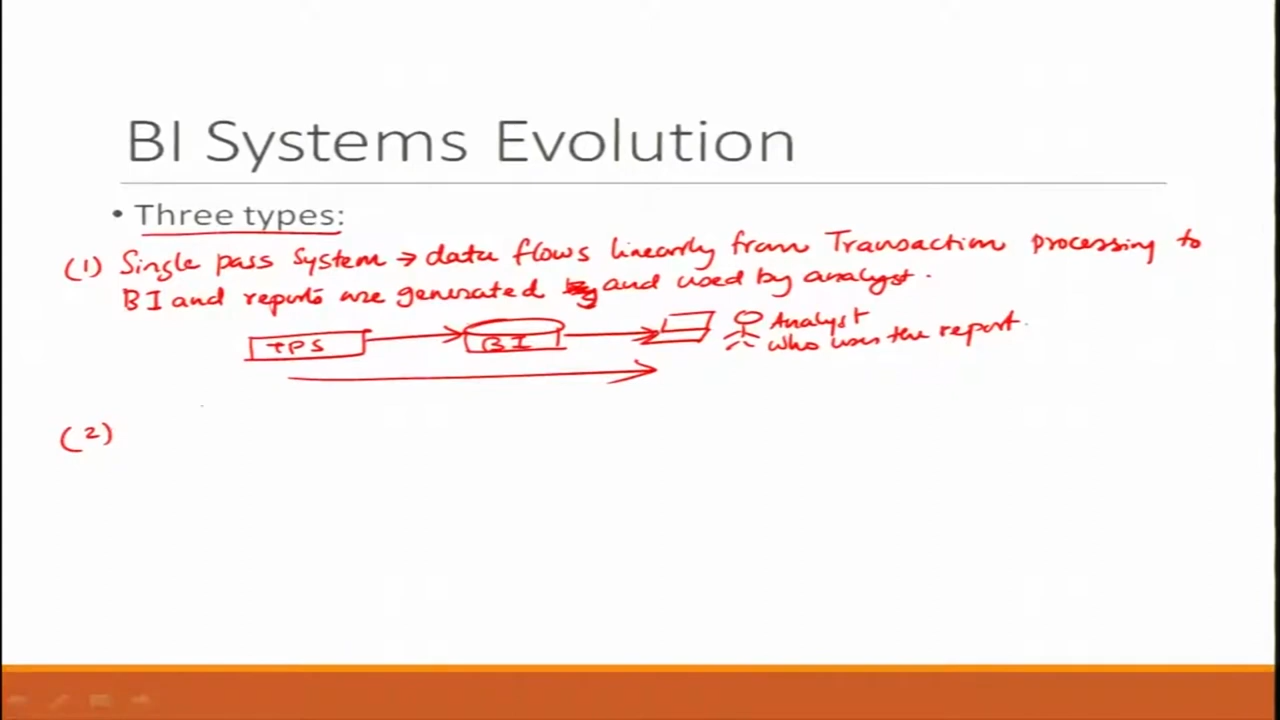 BI Systems Evolution
• Three types:
(1) Single pass System → data flows linearly from Transaction processing to
BI and reports are generated and used by analyst.
TPS BI Analyst
who uses the report.
(2)